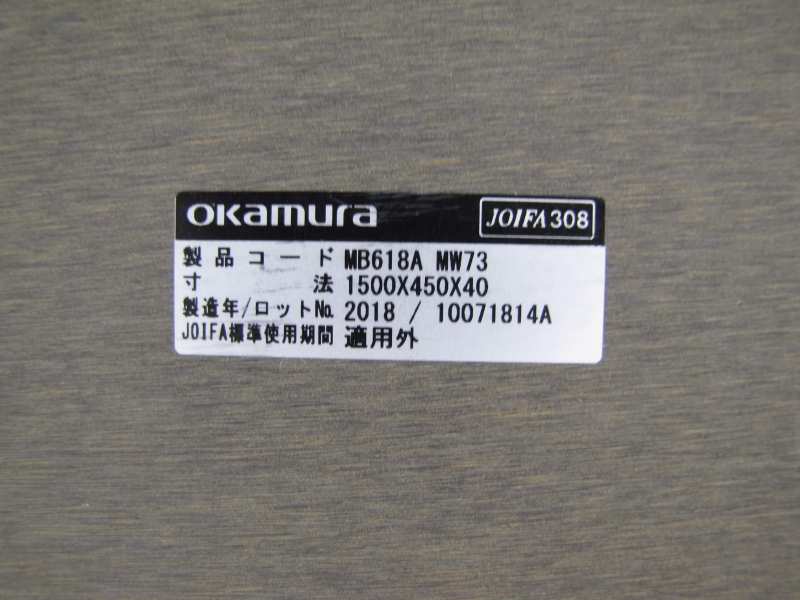 okamura JOIFA308
製品コード MB618A MW73
寸法 1500X450X40
製造年/ロット№ 2018 / 10071814A
JOIFA標準使用期間 適用外